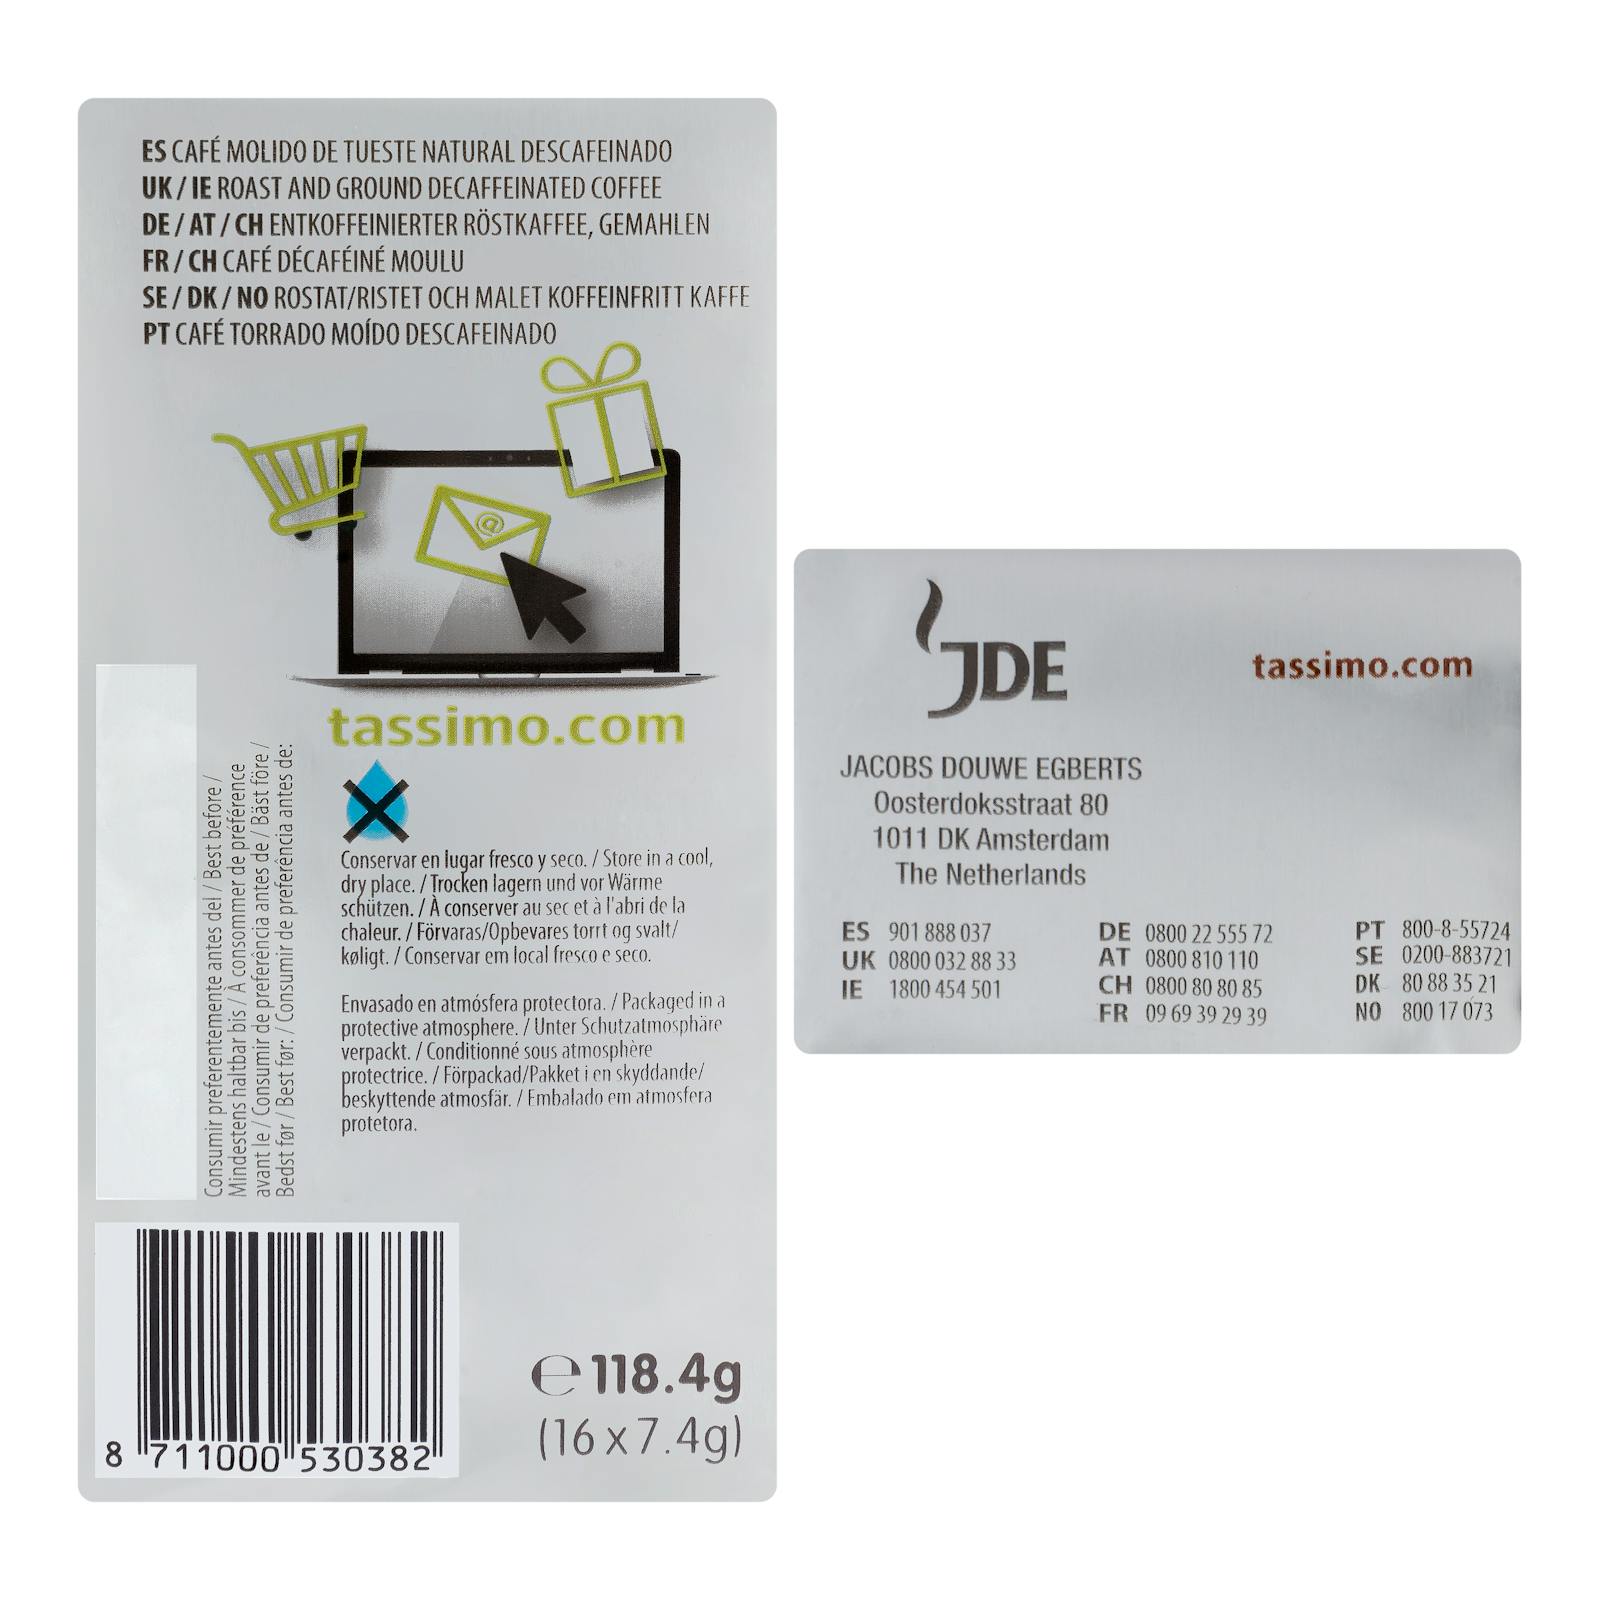 ES CAFÉ MOLIDO DE TUESTE NATURAL DESCAFEINADO
UK / IE ROAST AND GROUND DECAFFEINATED COFFEE
DE / AT / CH ENTKOFFEINIERTER RÖSTKAFFEE, GEMAHLEN
FR / CH CAFÉ DÉCAFÉINÉ MOULU
SE / DK / NO ROSTAT/RISTET OCH MALET KOFFEINFRITT KAFFE
PT CAFÉ TORRADO MOÍDO DESCAFEINADO
@
tassimo.com
Conservar en lugar fresco y seco. / Store in a cool,
dry place. / Trocken lagern und vor Wärme
schützen. / À conserver au sec et à l'abri de la
chaleur. / Förvaras/Opbevares torrt og svalt/
køligt. / Conservar em local fresco e seco.
Envasado en atmósfera protectora. / Packaged in a
protective atmosphere. / Unter Schutzatmosphäre
verpackt. / Conditionné sous atmosphère
protectrice. / Förpackad/Pakket i en skyddande/
beskyttende atmosfär. / Embalado em atmosfera
protetora.
Consumir preferentemente antes del / Best before /
Mindestens haltbar bis / À consommer de préférence
avant le / Consumir de preferência antes de / Bäst före /
Bedst før / Best før: / Consumir de preferência antes de:
8 711000 530382
℮ 118.4g
(16 x 7.4g)
JDE
tassimo.com
JACOBS DOUWE EGBERTS
Oosterdoksstraat 80
1011 DK Amsterdam
The Netherlands
ES 901 888 037
UK 0800 032 88 33
IE 1800 454 501
DE 0800 22 555 72
AT 0800 810 110
CH 0800 80 80 85
FR 09 69 39 29 39
PT 800-8-55724
SE 0200-883721
DK 80 88 35 21
NO 800 17 073